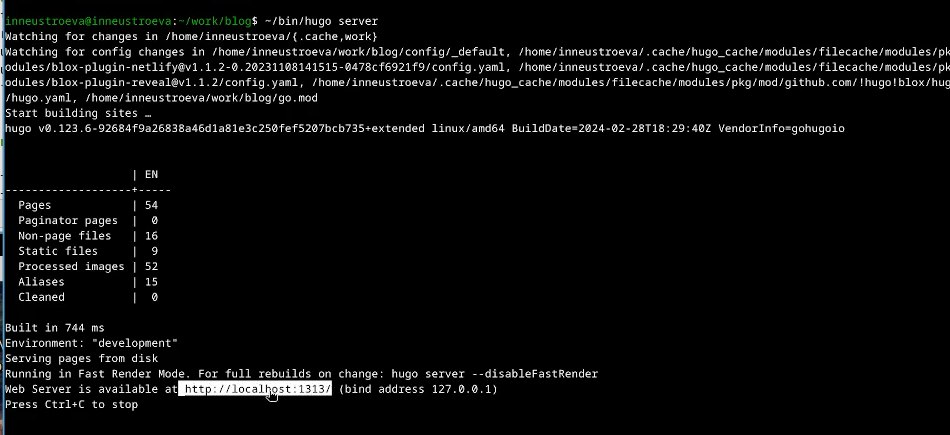 inneustroeva@inneustroeva:~/work/blog$ ~/bin/hugo server
Watching for changes in /home/inneustroeva/{.cache,work}
Watching for config changes in /home/inneustroeva/work/blog/config/_default, /home/inneustroeva/.cache/hugo_cache/modules/filecache/modules/pk
odules/blox-plugin-netlify@v1.1.2-0.20231108141515-0478cf6921f9/config.yaml, /home/inneustroeva/.cache/hugo_cache/modules/filecache/modules/pk
odules/blox-plugin-reveal@v1.1.2/config.yaml, /home/inneustroeva/.cache/hugo_cache/modules/filecache/modules/pkg/mod/github.com/!hugo!blox/hug
/hugo.yaml, /home/inneustroeva/work/blog/go.mod
Start building sites …
hugo v0.123.6-92684f9a26838a46d1a81e3c250fef5207bcb735+extended linux/amd64 BuildDate=2024-02-28T18:29:40Z VendorInfo=gohugoio
                   | EN
-------------------+-----
  Pages            | 54
  Paginator pages  |  0
  Non-page files   | 16
  Static files     |  9
  Processed images | 52
  Aliases          | 15
  Cleaned          |  0
Built in 744 ms
Environment: "development"
Serving pages from disk
Running in Fast Render Mode. For full rebuilds on change: hugo server --disableFastRender
Web Server is available at http://localhost:1313/ (bind address 127.0.0.1)
Press Ctrl+C to stop